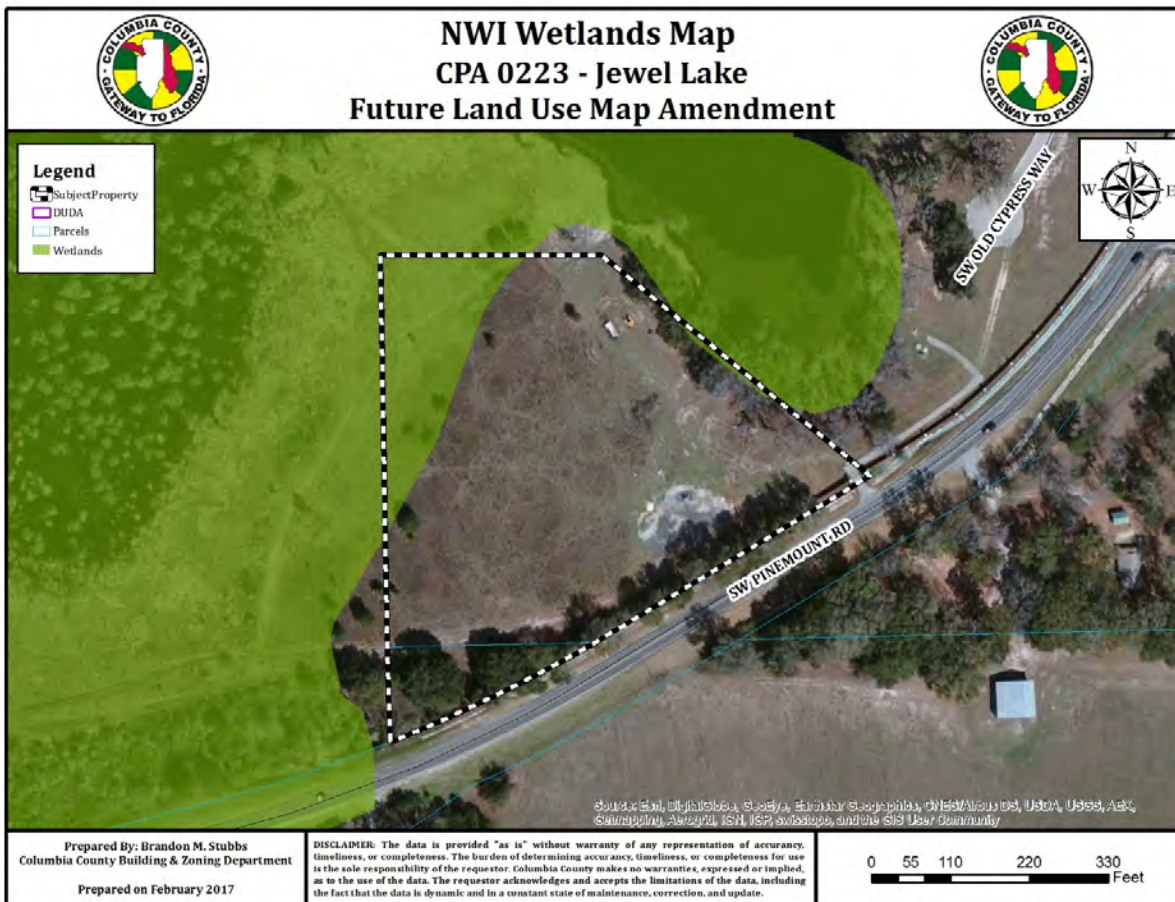 COLUMBIA COUNTY
GATEWAY TO FLORIDA
NWI Wetlands Map
CPA 0223 - Jewel Lake
Future Land Use Map Amendment
COLUMBIA COUNTY
GATEWAY TO FLORIDA
Legend
SubjectProperty
DUDA
Parcels
Wetlands
N
W E
S
SW OLD CYPRESS WAY
SW PINEMOUNT RD
Source: Esri, DigitalGlobe, GeoEye, Earthstar Geographics, CNES/Airbus DS, USDA, USGS, AEX,
Getmapping, Aerogrid, IGN, IGP, swisstopo, and the GIS User Community
Prepared By: Brandon M. Stubbs
Columbia County Building & Zoning Department
Prepared on February 2017
DISCLAIMER: The data is provided "as is" without warranty of any representation of accurancy,
timeliness, or completeness. The burden of determining accuracy, timeliness, or completeness for use
is the sole responsibility of the requestor. Columbia County makes no warranties, expressed or implied,
as to the use of the data. The requestor acknowledges and accepts the limitations of the data, including
the fact that the data is dynamic and in a constant state of maintenance, correction, and update.
0 55 110 220 330
Feet